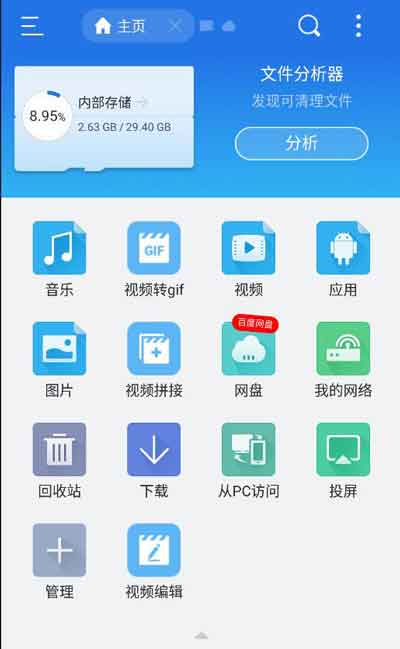 主页
内部存储
8.95%
2.63 GB / 29.40 GB
文件分析器
发现可清理文件
分析
GIF
音乐
视频转gif
视频
应用
百度网盘
图片
视频拼接
网盘
我的网络
回收站
下载
从PC访问
投屏
管理
视频编辑